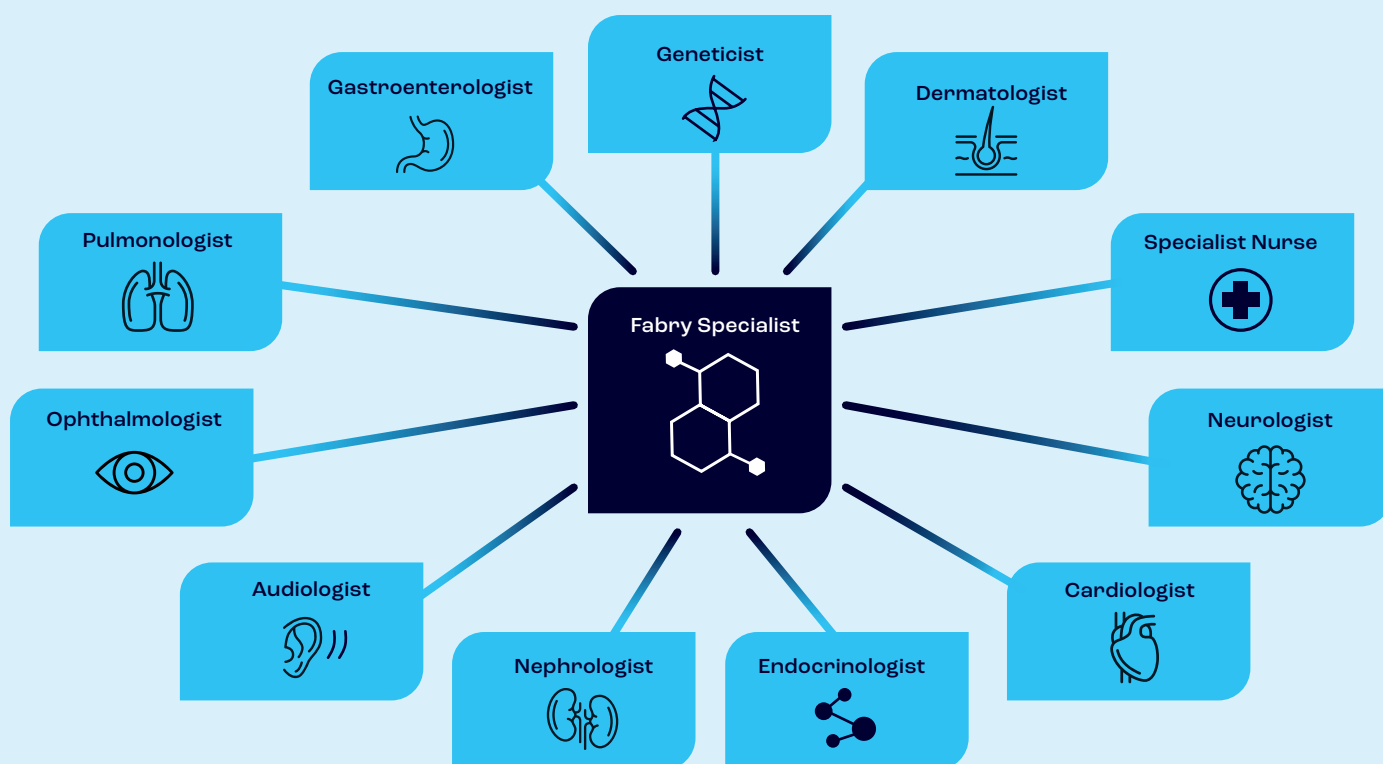 Geneticist
Gastroenterologist
Dermatologist
Pulmonologist
Specialist Nurse
Fabry Specialist
Ophthalmologist
Neurologist
Audiologist
Cardiologist
Nephrologist
Endocrinologist